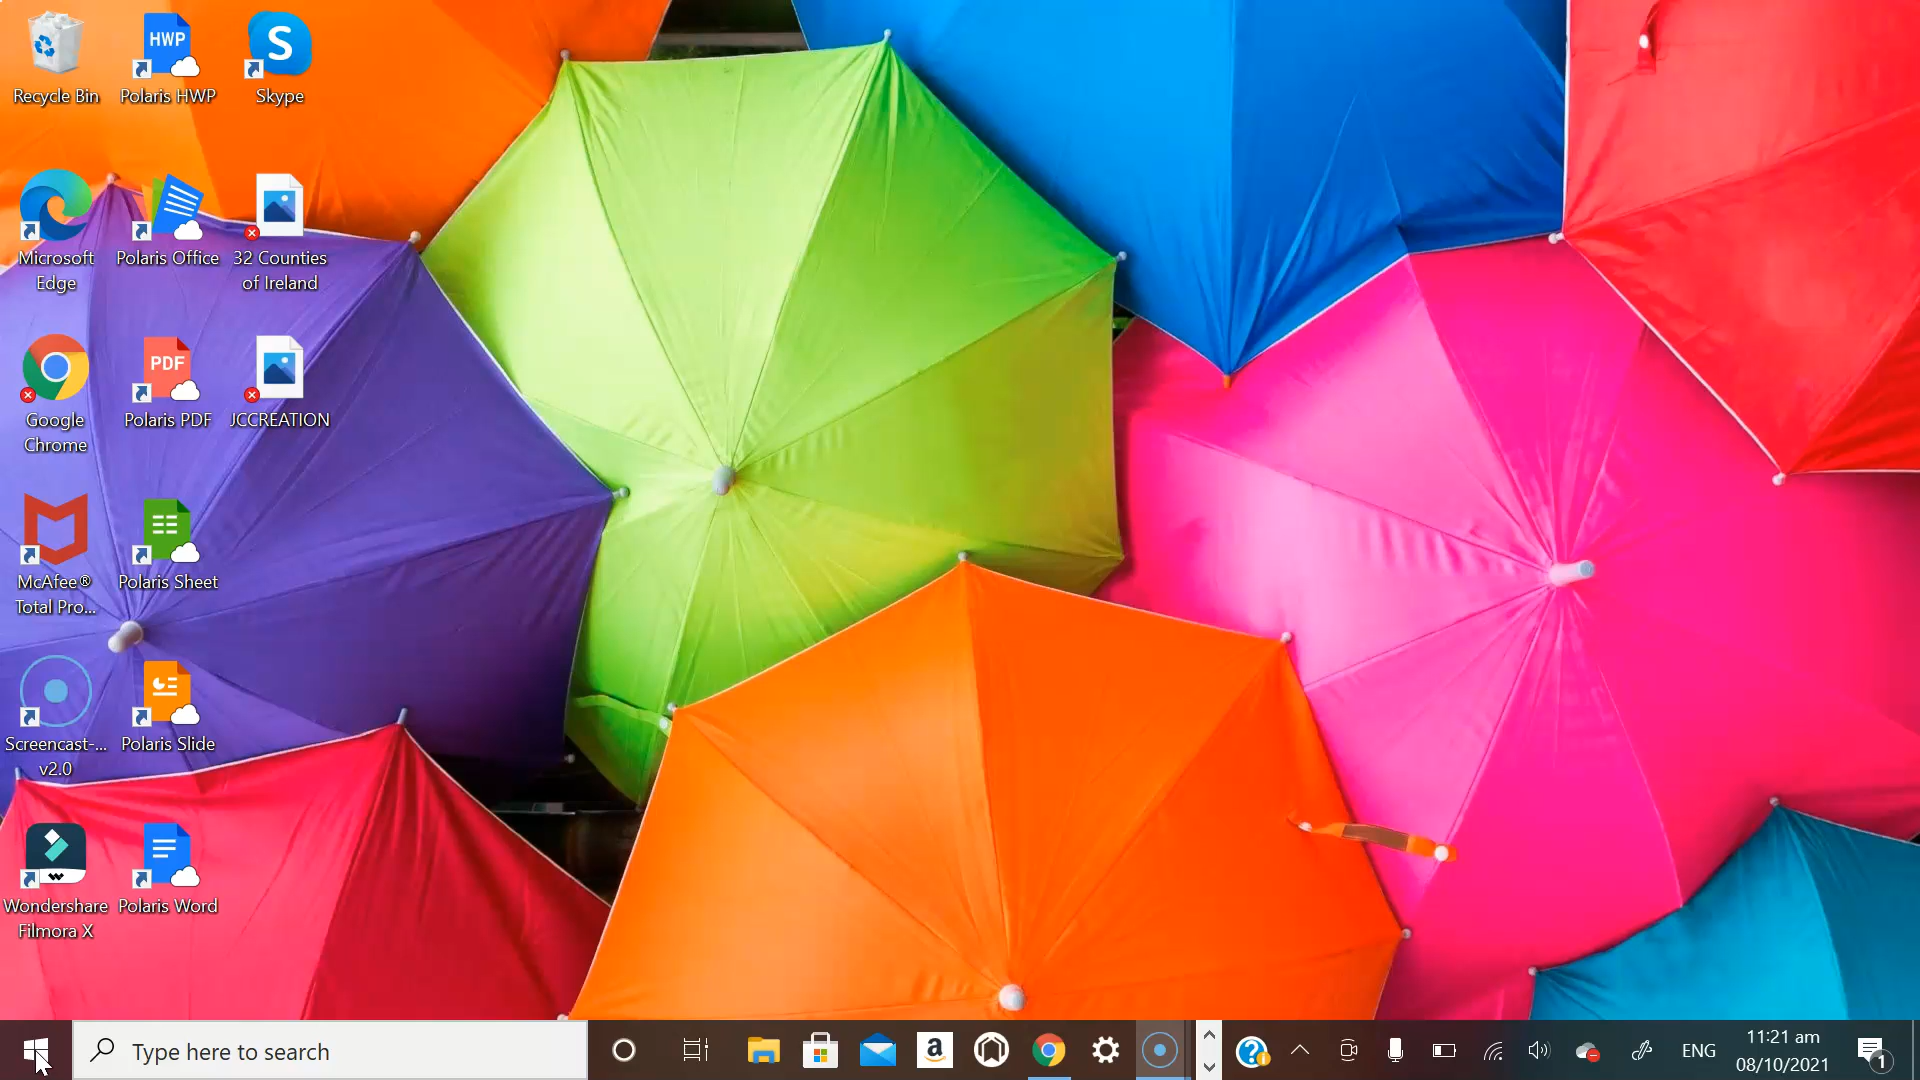 Recycle Bin
HWP
Polaris HWP
S
Skype
Microsoft
Edge
Polaris Office
32 Counties
of Ireland
Google
Chrome
PDF
Polaris PDF
JCCREATION
McAfee®
Total Pro...
Polaris Sheet
Screencast-...
v2.0
Polaris Slide
Wondershare
Filmora X
Polaris Word
Type here to search
a
?
ENG
11:21 am
08/10/2021
1